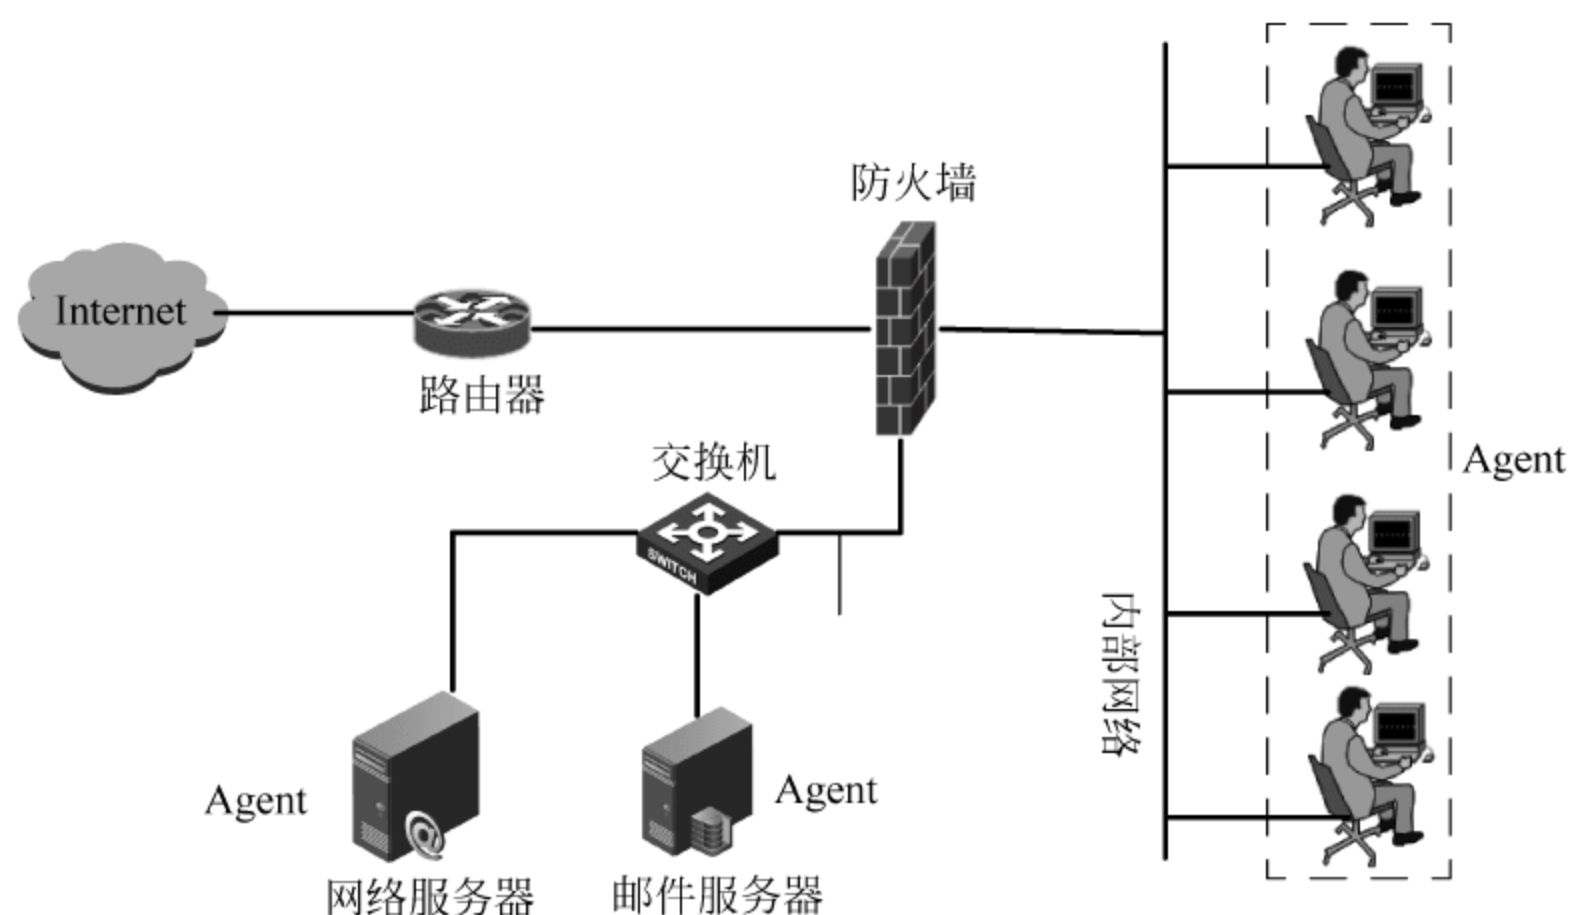 防火墙
Internet
路由器
交换机
SWITCH
Agent
内部网络
Agent
Agent
网络服务器
邮件服务器